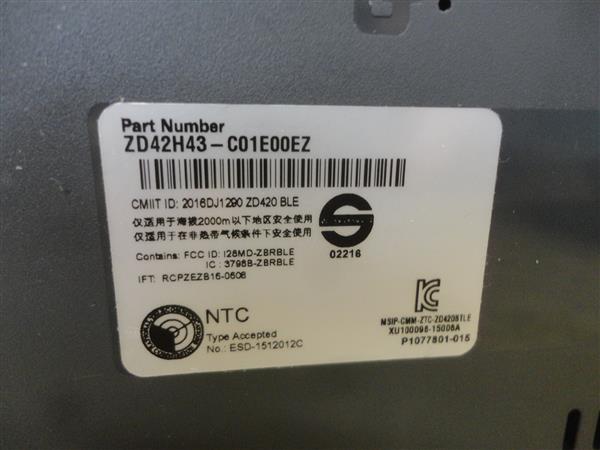 Part Number
ZD42H43-C01E00EZ
CMIIT ID: 2016DJ1290 ZD420 BLE
仅适用于海拔2000m以下地区安全使用
仅适用于在非热带气候条件下安全使用
02216
Contains: FCC ID: I28MD-ZBRBLE
IC : 3798B-ZBRBLE
IFT: RCPZEZB16-0608
NTC
Type Accepted
No.: ESD-1512012C
MSIP-CMM-ZTC-ZD420BTLE
XU100096-15008A
P1077801-015